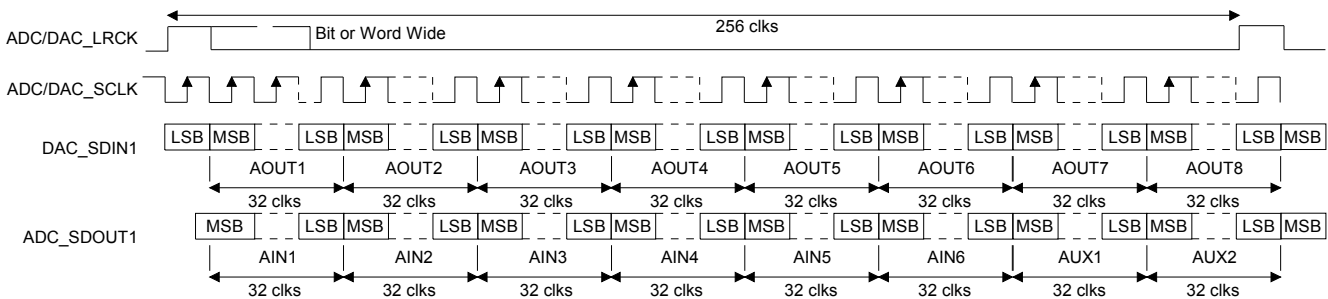 256 clks
ADC/DAC_LRCK Bit or Word Wide
ADC/DAC_SCLK
DAC_SDIN1 LSB MSB LSB MSB LSB MSB LSB MSB LSB MSB LSB MSB LSB MSB LSB MSB LSB MSB
AOUT1 AOUT2 AOUT3 AOUT4 AOUT5 AOUT6 AOUT7 AOUT8
32 clks 32 clks 32 clks 32 clks 32 clks 32 clks 32 clks 32 clks
ADC_SDOUT1 MSB LSB MSB LSB MSB LSB MSB LSB MSB LSB MSB LSB MSB LSB MSB LSB MSB
AIN1 AIN2 AIN3 AIN4 AIN5 AIN6 AUX1 AUX2
32 clks 32 clks 32 clks 32 clks 32 clks 32 clks 32 clks 32 clks